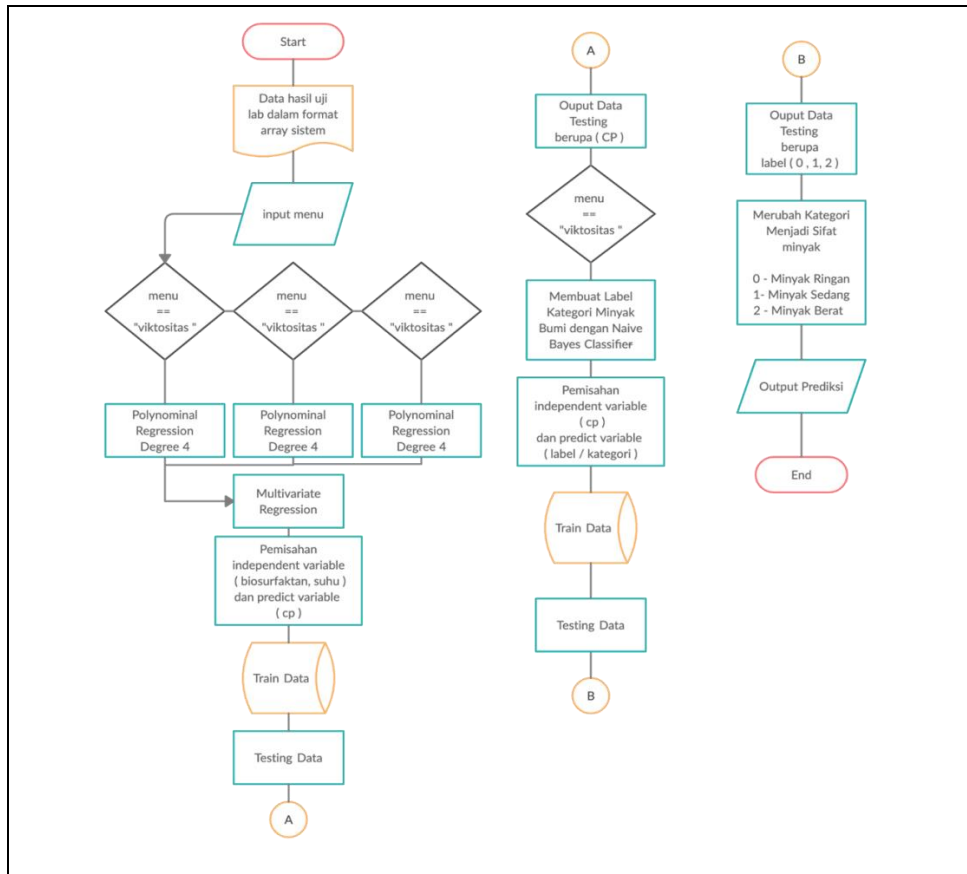 Start
Data hasil uji
lab dalam format
array sistem
input menu
menu
==
"viktositas "
menu
==
"viktositas "
menu
==
"viktositas "
Polynominal
Regression
Degree 4
Polynominal
Regression
Degree 4
Polynominal
Regression
Degree 4
Multivariate
Regression
Pemisahan
independent variable
( biosurfaktan, suhu )
dan predict variable
( cp )
Train Data
Testing Data
A
A
Ouput Data
Testing
berupa ( CP )
menu
==
"viktositas "
Membuat Label
Kategori Minyak
Bumi dengan Naive
Bayes Classifier
Pemisahan
independent variable
( cp )
dan predict variable
( label / kategori )
Train Data
Testing Data
B
B
Ouput Data
Testing
berupa
label ( 0 , 1, 2 )
Merubah Kategori
Menjadi Sifat
minyak
0 - Minyak Ringan
1- Minyak Sedang
2 - Minyak Berat
Output Prediksi
End